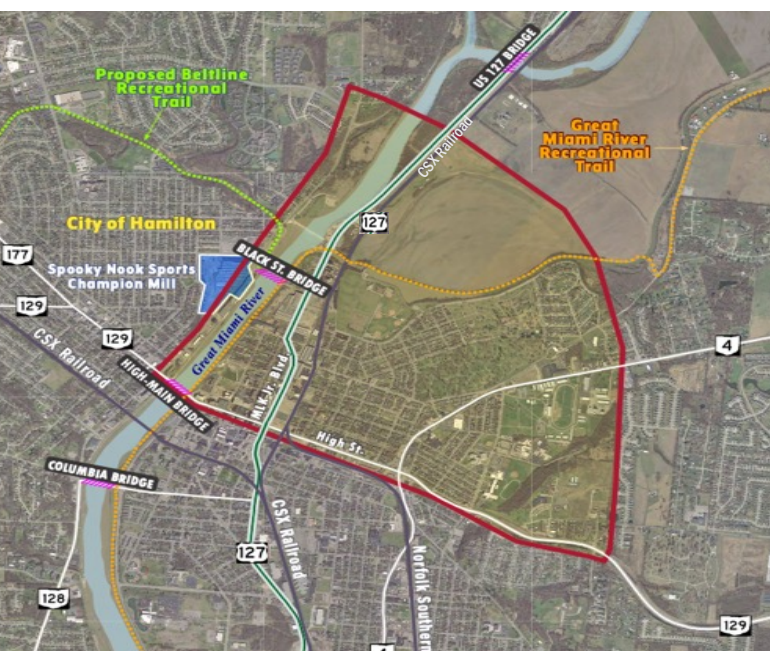 US 127 BRIDGE
Proposed Beltline
Recreational
Trail
CSX Railroad
Great
Miami River
Recreational
Trail
City of Hamilton
127
177
Spooky Nook Sports
Champion Mill
BLACK ST. BRIDGE
129
Great Miami River
129
CSX Railroad
4
HIGH-MAIN BRIDGE
MLK Jr. Blvd.
High St.
COLUMBIA BRIDGE
CSX Railroad
127
Norfolk Southern
128
129